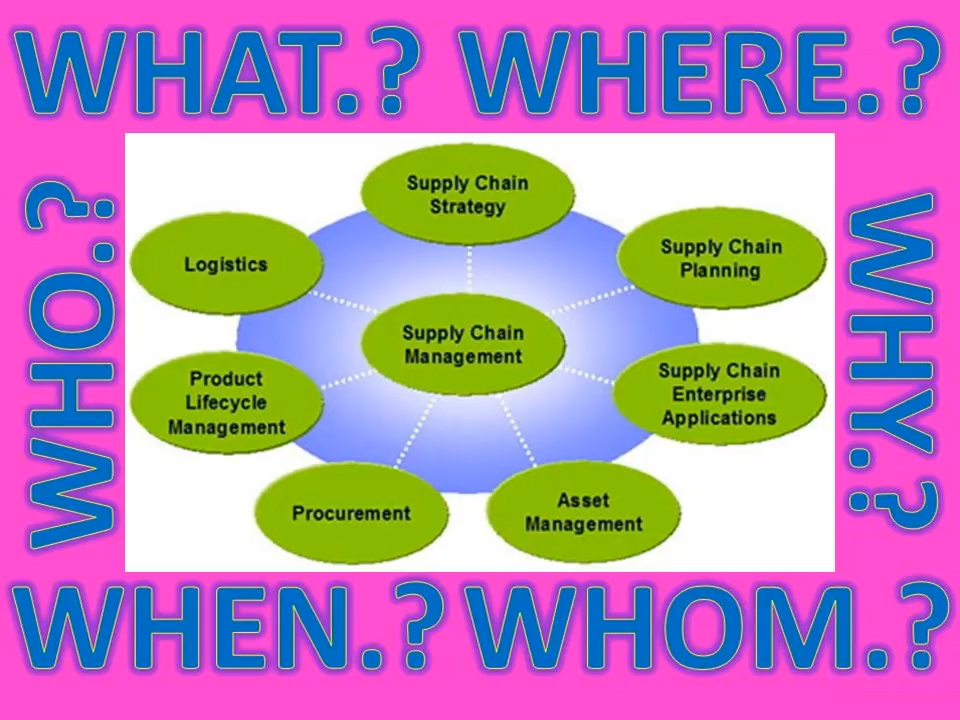 WHAT.? WHERE.?
WHO.?
WHY.?
Supply Chain
Strategy
Logistics
Supply Chain
Planning
Supply Chain
Management
Product
Lifecycle
Management
Supply Chain
Enterprise
Applications
Procurement
Asset
Management
WHEN.? WHOM.?